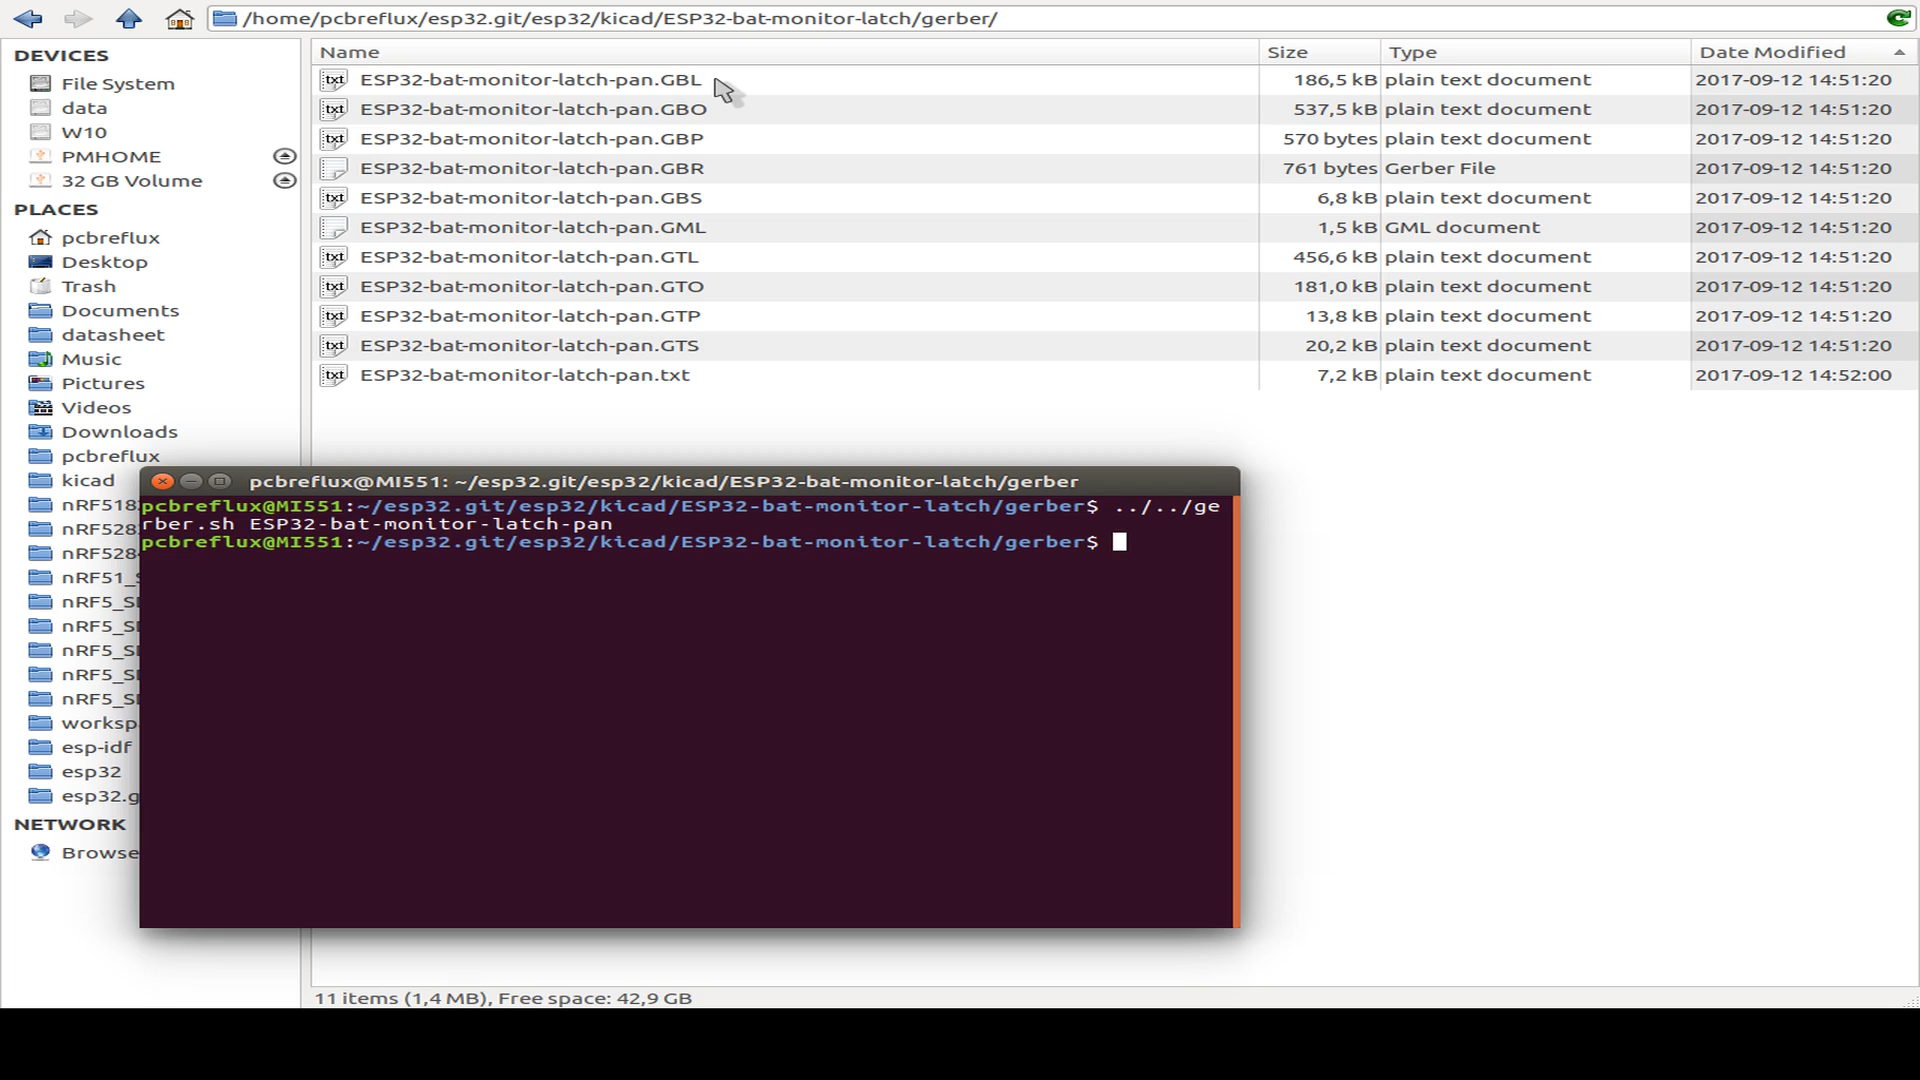 /home/pcbreflux/esp32.git/esp32/kicad/ESP32-bat-monitor-latch/gerber/
DEVICES
File System
data
W10
PMHOME
32 GB Volume
PLACES
pcbreflux
Desktop
Trash
Documents
datasheet
Music
Pictures
Videos
Downloads
pcbreflux
kicad
nRF518
nRF528
nRF528
nRF51_S
nRF5_S
nRF5_S
nRF5_S
nRF5_S
nRF5_S
worksp
esp-idf
esp32
esp32.g
NETWORK
Browse
Name Size Type Date Modified
ESP32-bat-monitor-latch-pan.GBL 186,5 kB plain text document 2017-09-12 14:51:20
ESP32-bat-monitor-latch-pan.GBO 537,5 kB plain text document 2017-09-12 14:51:20
ESP32-bat-monitor-latch-pan.GBP 570 bytes plain text document 2017-09-12 14:51:20
ESP32-bat-monitor-latch-pan.GBR 761 bytes Gerber File 2017-09-12 14:51:20
ESP32-bat-monitor-latch-pan.GBS 6,8 kB plain text document 2017-09-12 14:51:20
ESP32-bat-monitor-latch-pan.GML 1,5 kB GML document 2017-09-12 14:51:20
ESP32-bat-monitor-latch-pan.GTL 456,6 kB plain text document 2017-09-12 14:51:20
ESP32-bat-monitor-latch-pan.GTO 181,0 kB plain text document 2017-09-12 14:51:20
ESP32-bat-monitor-latch-pan.GTP 13,8 kB plain text document 2017-09-12 14:51:20
ESP32-bat-monitor-latch-pan.GTS 20,2 kB plain text document 2017-09-12 14:51:20
ESP32-bat-monitor-latch-pan.txt 7,2 kB plain text document 2017-09-12 14:52:00
pcbreflux@MI551: ~/esp32.git/esp32/kicad/ESP32-bat-monitor-latch/gerber
pcbreflux@MI551:~/esp32.git/esp32/kicad/ESP32-bat-monitor-latch/gerber$ ../../ge
rber.sh ESP32-bat-monitor-latch-pan
pcbreflux@MI551:~/esp32.git/esp32/kicad/ESP32-bat-monitor-latch/gerber$
11 items (1,4 MB), Free space: 42,9 GB